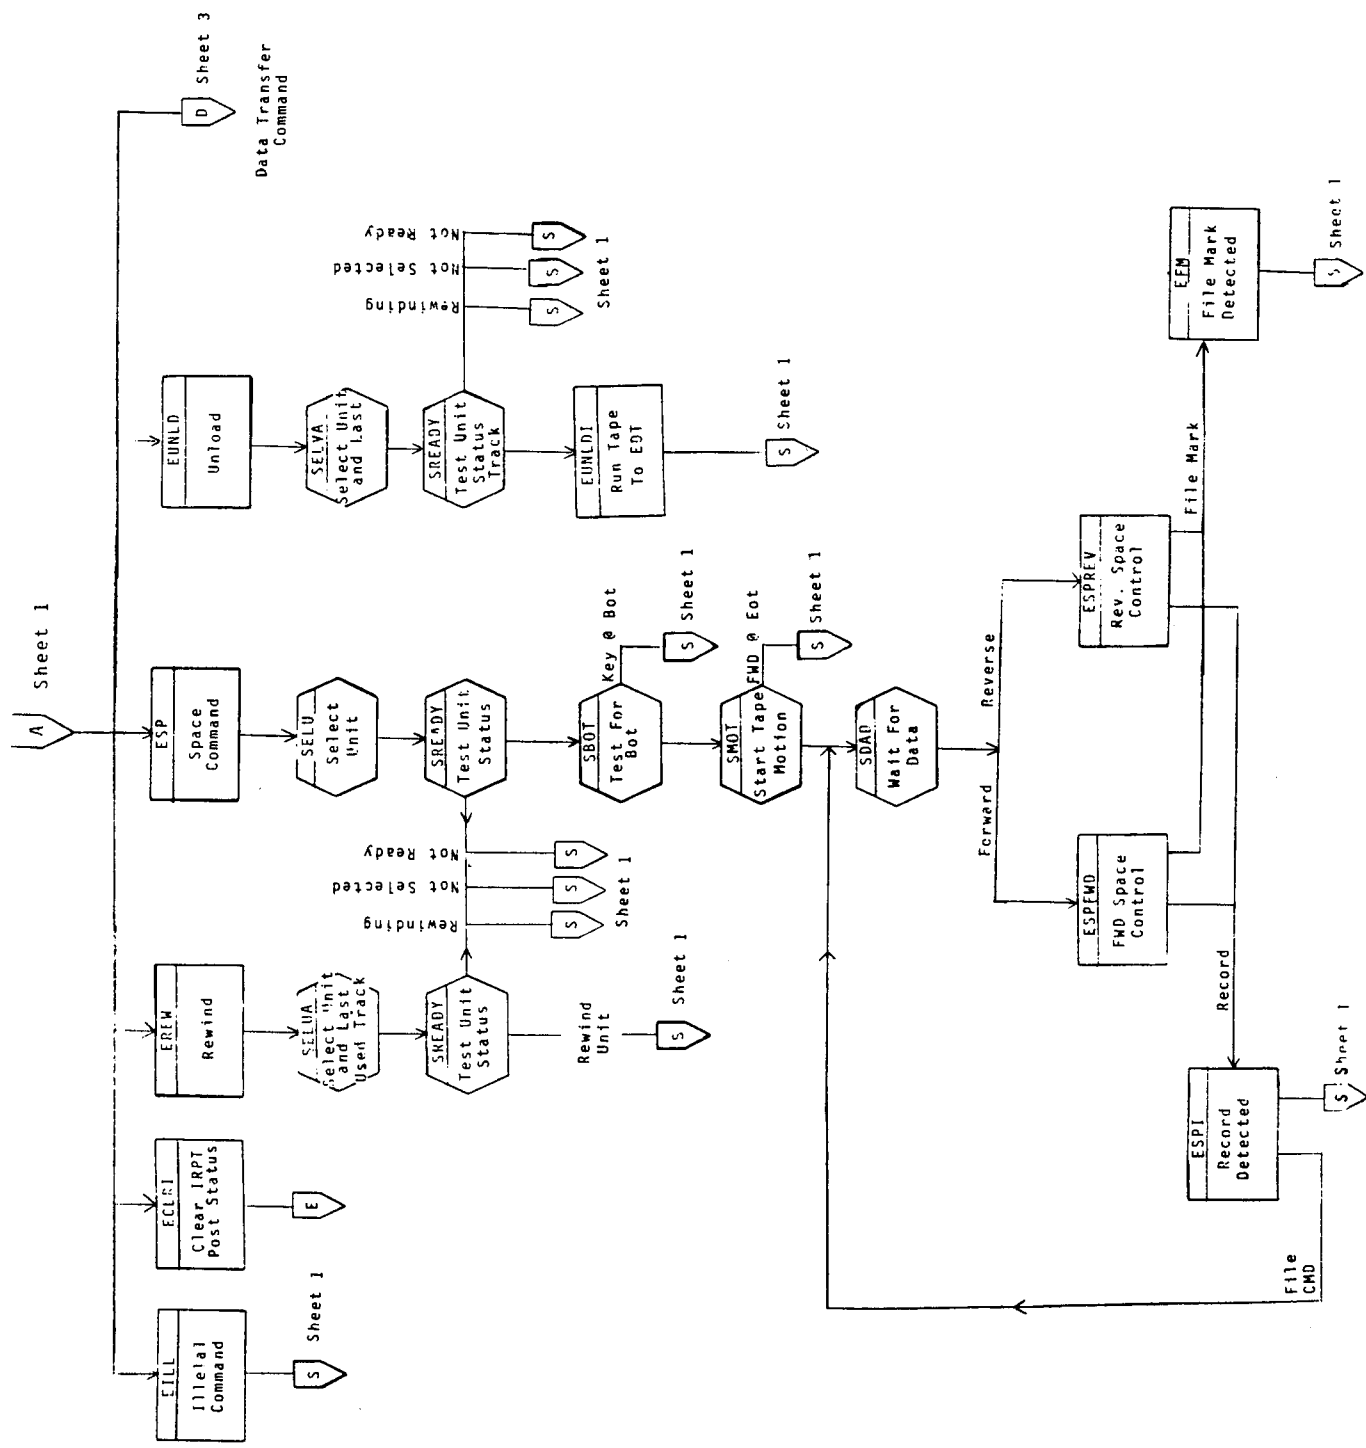 A
Sheet 1
EILL
Illelal
Command
S
Sheet 1
ECLRI
Clear IRPT
Post Status
E
EREW
Rewind
SELUA
Select Unit
and Last
Used Track
SREADY
Test Unit
Status
Rewind
Unit
S
Sheet 1
Rewinding
Not Selected
Not Ready
S
S
S
Sheet 1
ESP
Space
Command
SELU
Select
Unit
SREADY
Test Unit
Status
SBOT
Test For
Bot
Key @ Bot
S
Sheet 1
SMOT
Start Tape
Motion
FWD @ Eot
S
Sheet 1
SDAD
Wait For
Data
Forward
Reverse
ESPFWD
FWD Space
Control
ESPREV
Rev. Space
Control
Record
File Mark
ESPI
Record
Detected
File
CMD
S
Sheet 1
EFM
File Mark
Detected
S
Sheet 1
EUNLD
Unload
SELVA
Select Unit
and Last
SREADY
Test Unit
Status
Track
Rewinding
Not Selected
Not Ready
S
S
S
Sheet 1
EUNLDI
Run Tape
To EOT
S
Sheet 1
D
Sheet 3
Data Transfer
Command